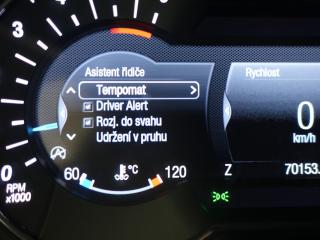 3
Asistent řidiče
Rychlost
Tempomat
Driver Alert
Rozj. do svahu
Udržení v pruhu
0
km/h
0
RPM
x1000
60 °C 120
Z 70153.